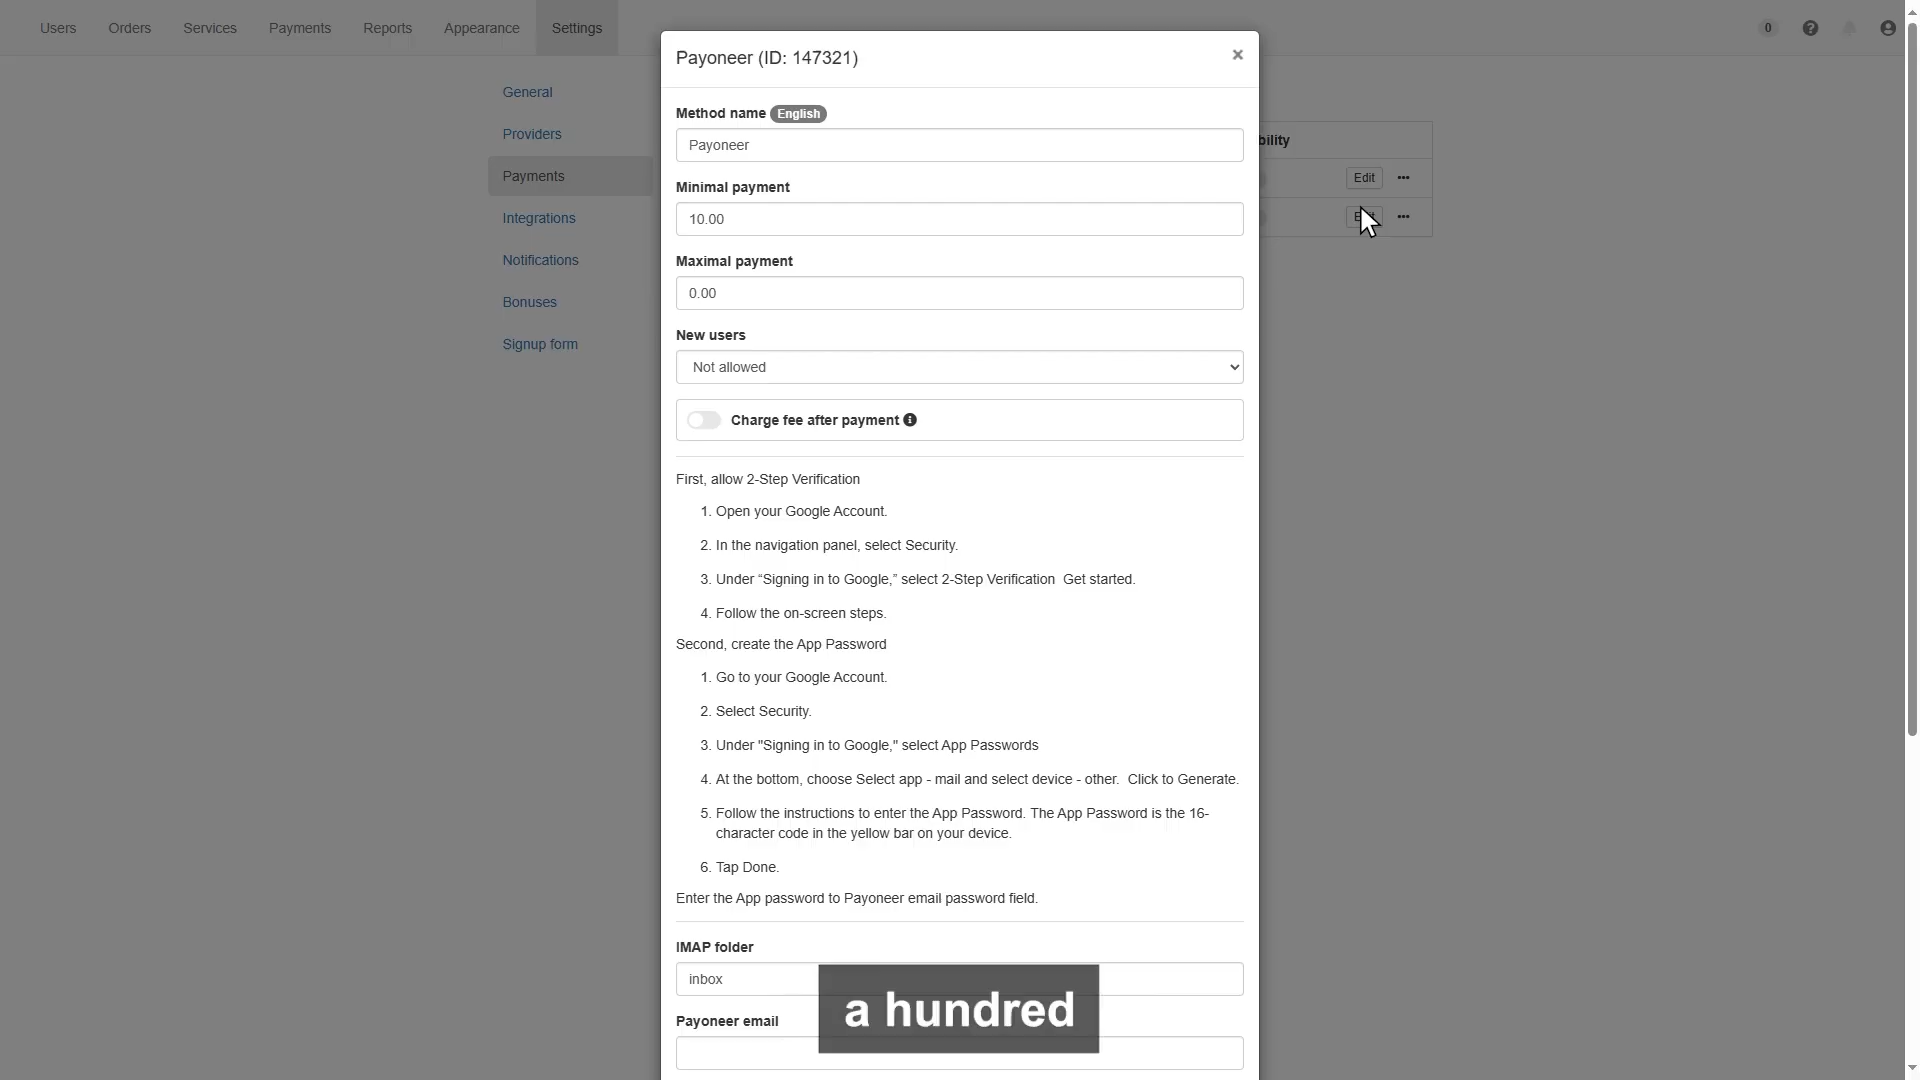 Users Orders Services Payments Reports Appearance Settings 0
Payoneer (ID: 147321) ×
General
Providers
Payments
Integrations
Notifications
Bonuses
Signup form
Method name English
Payoneer
Minimal payment
10.00
Maximal payment
0.00
New users
Not allowed
Charge fee after payment
First, allow 2-Step Verification
1. Open your Google Account.
2. In the navigation panel, select Security.
3. Under “Signing in to Google,” select 2-Step Verification  Get started.
4. Follow the on-screen steps.
Second, create the App Password
1. Go to your Google Account.
2. Select Security.
3. Under "Signing in to Google," select App Passwords
4. At the bottom, choose Select app - mail and select device - other.  Click to Generate.
5. Follow the instructions to enter the App Password. The App Password is the 16-
character code in the yellow bar on your device.
6. Tap Done.
Enter the App password to Payoneer email password field.
IMAP folder
inbox
Payoneer email
bility
Edit •••
•••
a hundred